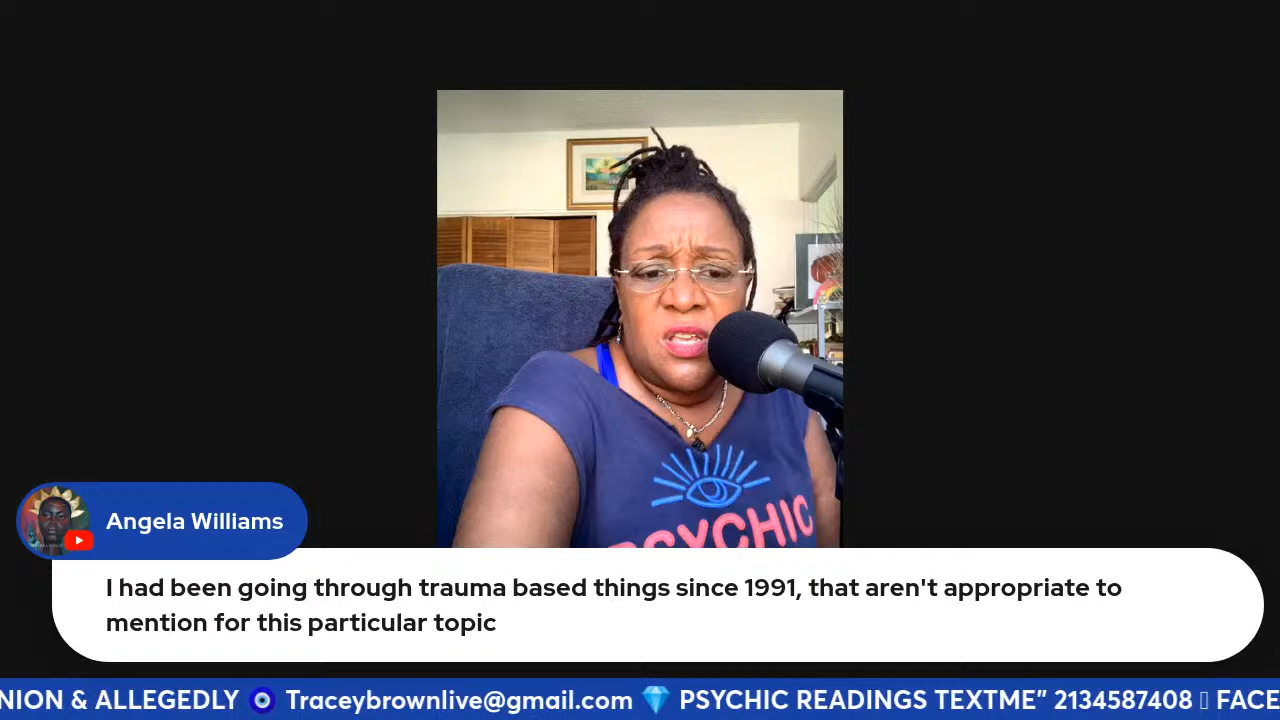 PSYCHIC
Angela Williams
I had been going through trauma based things since 1991, that aren't appropriate to
mention for this particular topic
NION & ALLEGEDLY 🧿 Traceybrownlive@gmail.com 💎 PSYCHIC READINGS TEXTME” 2134587408 ▯ FACE